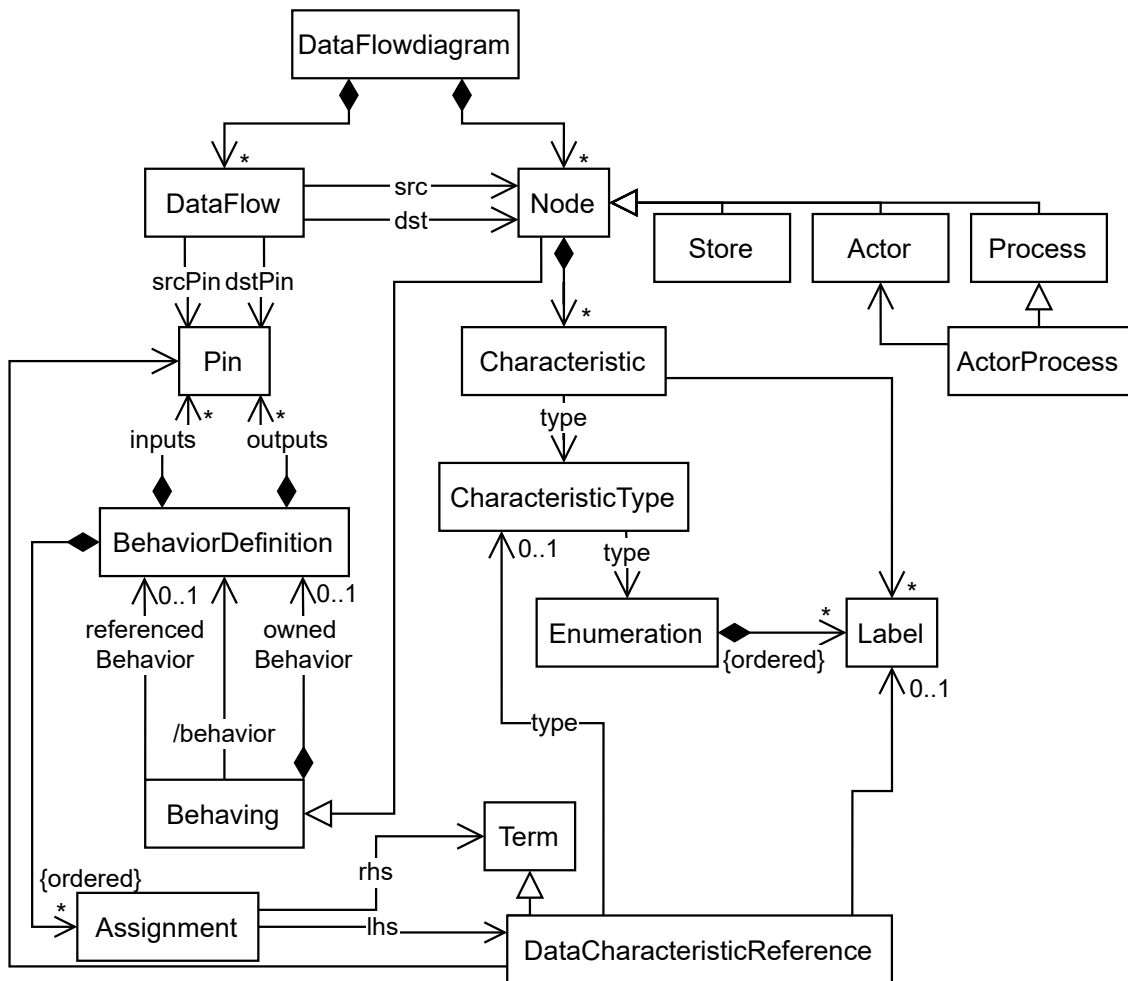 DataFlowdiagram
*
*
DataFlow
src
dst
Node
Store
Actor
Process
srcPin
dstPin
*
Pin
Characteristic
ActorProcess
*
*
inputs
outputs
type
CharacteristicType
BehaviorDefinition
0..1
type
0..1
0..1
referenced
Behavior
owned
Behavior
Enumeration
*
{ordered}
*
Label
0..1
/behavior
type
Behaving
Term
rhs
{ordered}
*
Assignment
lhs
DataCharacteristicReference